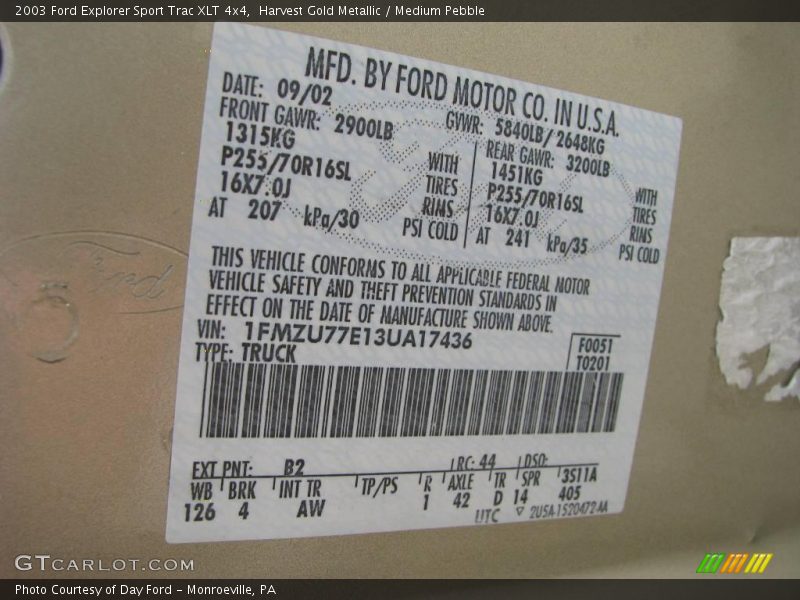 2003 Ford Explorer Sport Trac XLT 4x4, Harvest Gold Metallic / Medium Pebble
MFD. BY FORD MOTOR CO. IN U.S.A.
DATE: 09/02 GVWR: 5840LB/2648KG
FRONT GAWR: 2900LB REAR GAWR: 3200LB
1315KG WITH 1451KG WITH
P255/70R16SL TIRES P255/70R16SL TIRES
16X7.0J RIMS 16X7.0J RIMS
AT 207 kPa/30 PSI COLD AT 241 kPa/35 PSI COLD
THIS VEHICLE CONFORMS TO ALL APPLICABLE FEDERAL MOTOR
VEHICLE SAFETY AND THEFT PREVENTION STANDARDS IN
EFFECT ON THE DATE OF MANUFACTURE SHOWN ABOVE.
VIN: 1FMZU77E13UA17436 F0051
TYPE: TRUCK T0201
EXT PNT: B2 RC: 44 DSO:
WB BRK INT TR TP/PS R AXLE TR SPR 3S11A
126 4 AW 1 42 D 14 405
UTC ▽ 2U5A-1520472-AA
Ford
GTCARLOT.COM
Photo Courtesy of Day Ford - Monroeville, PA